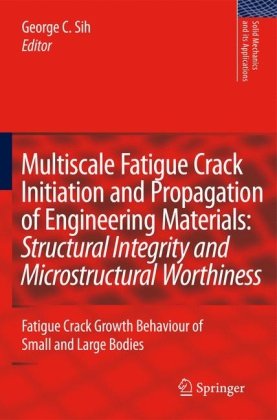 George C. Sih
Editor
Solid Mechanics
and its Applications
Multiscale Fatigue Crack
Initiation and Propagation
of Engineering Materials:
Structural Integrity and
Microstructural Worthiness
Fatigue Crack Growth Behaviour of
Small and Large Bodies
Springer